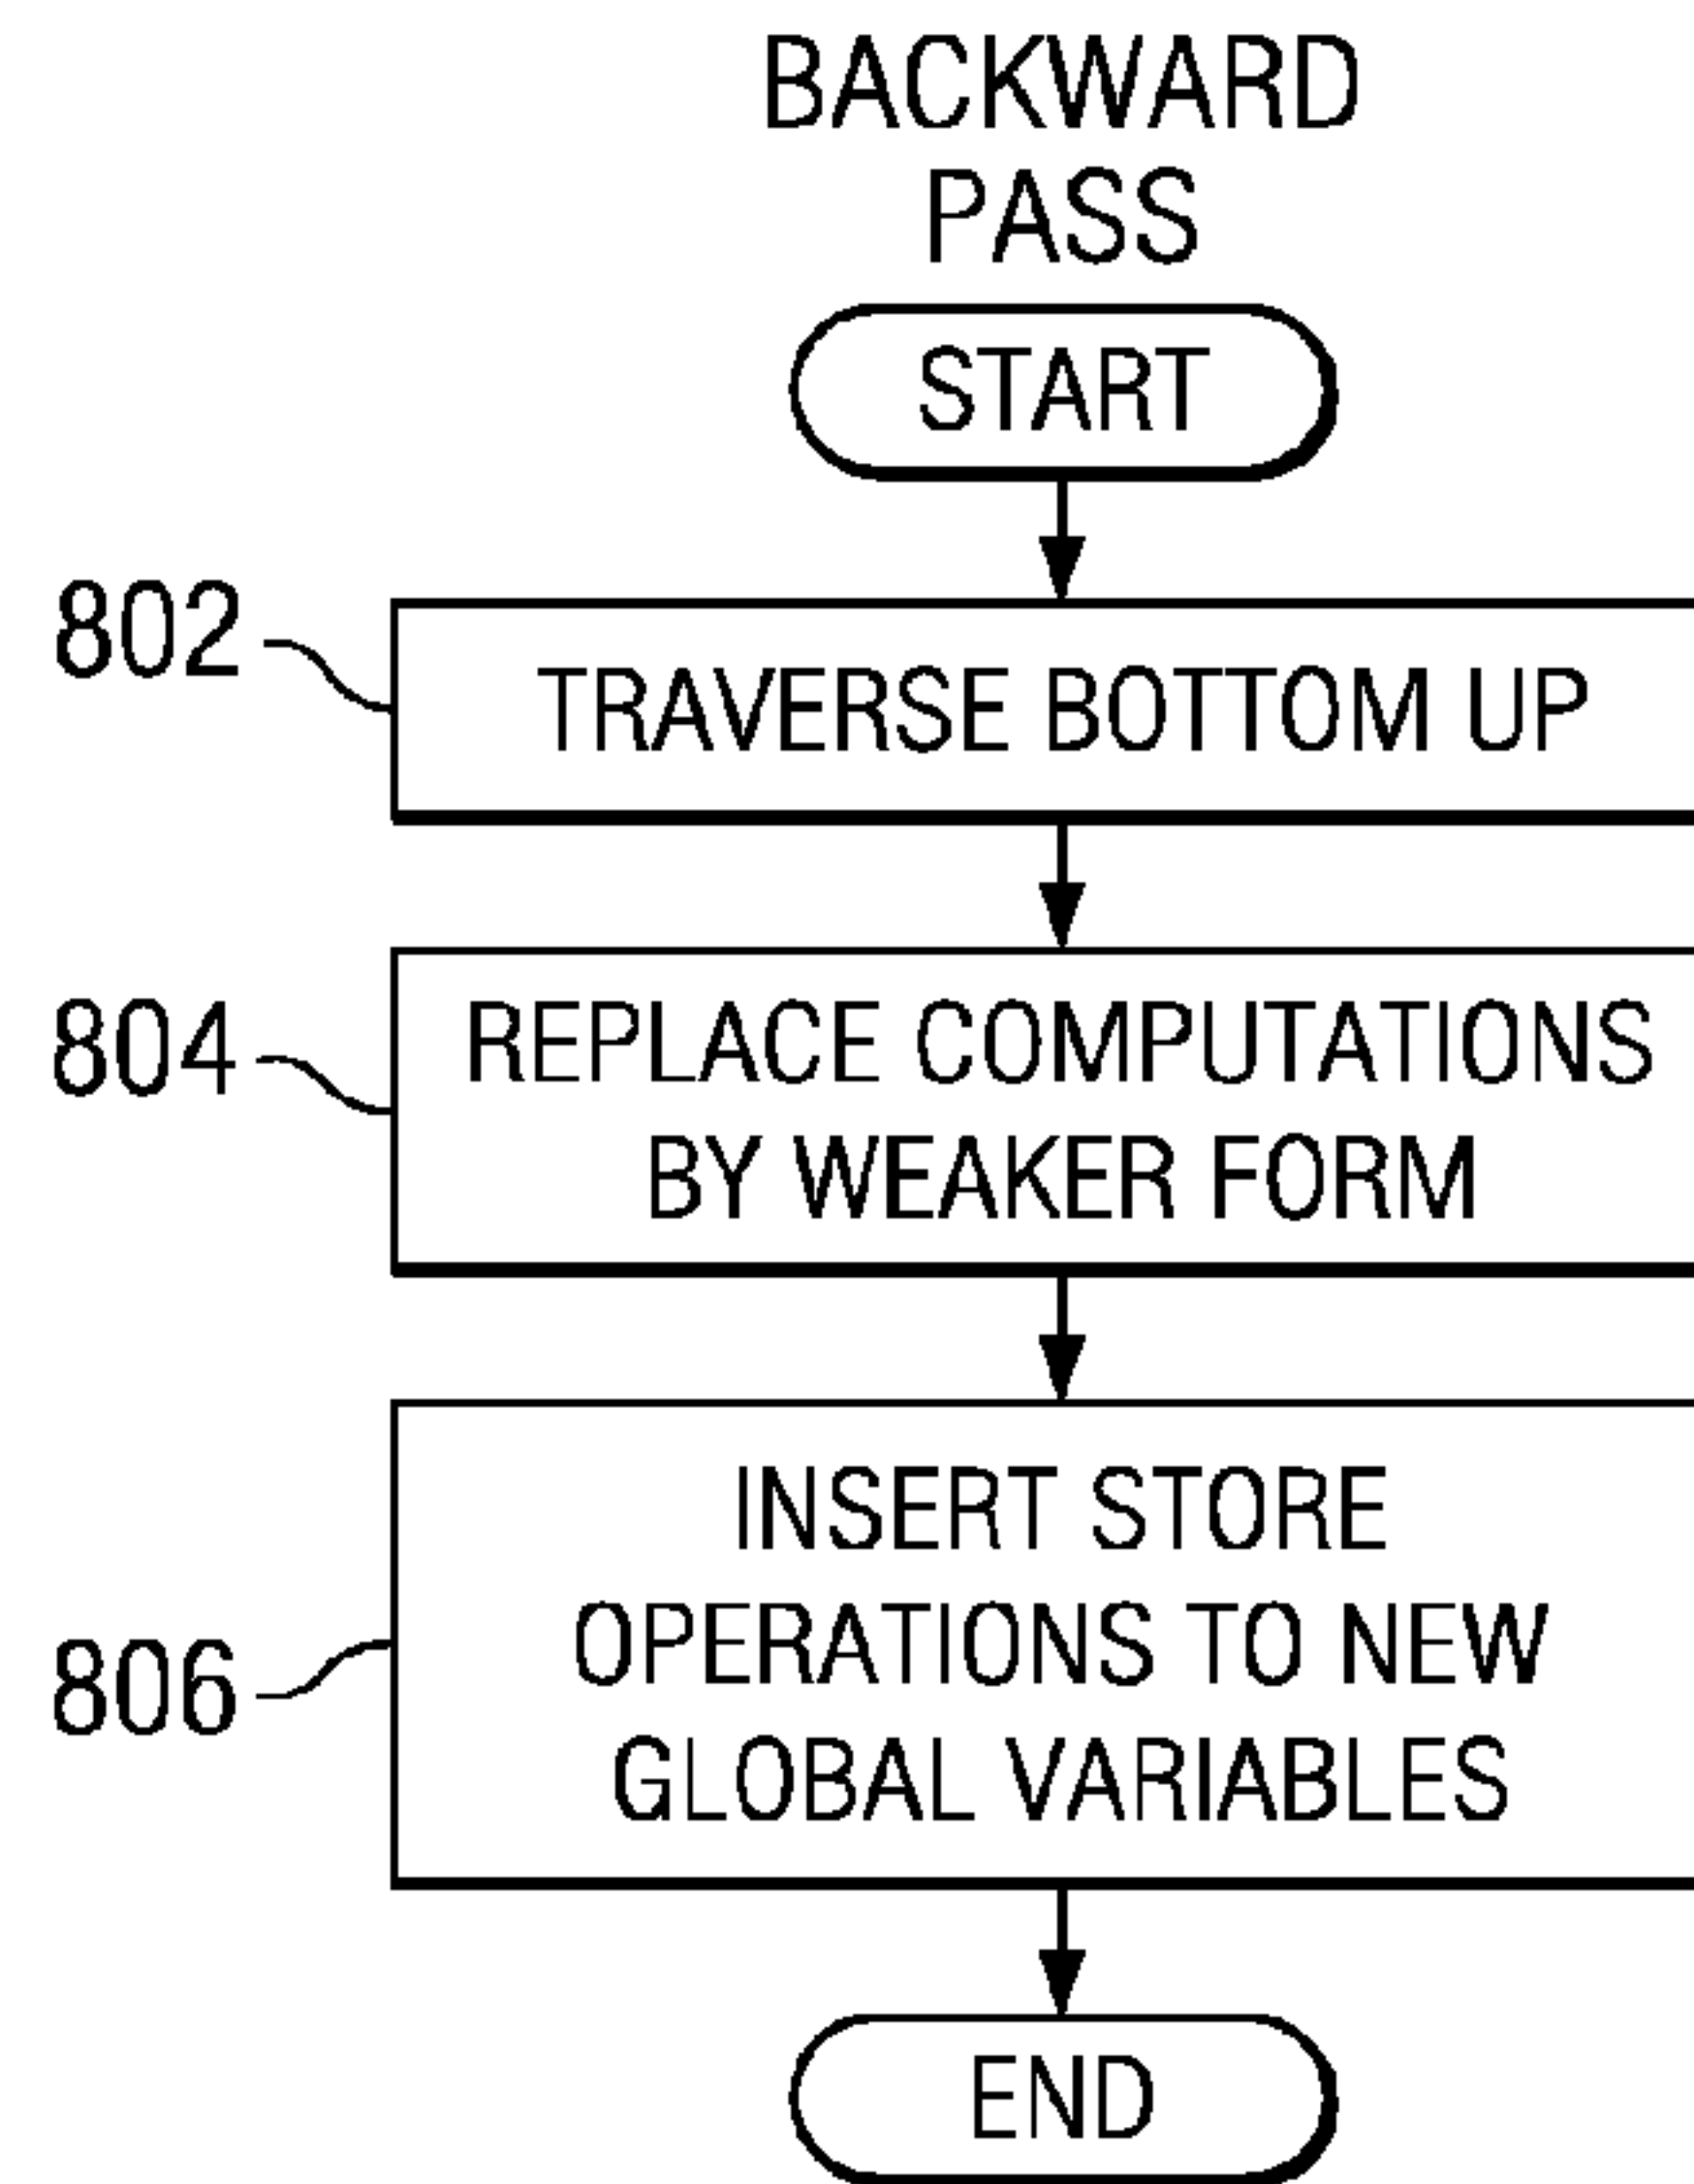 BACKWARD
PASS
START
802
TRAVERSE BOTTOM UP
804
REPLACE COMPUTATIONS
BY WEAKER FORM
806
INSERT STORE
OPERATIONS TO NEW
GLOBAL VARIABLES
END